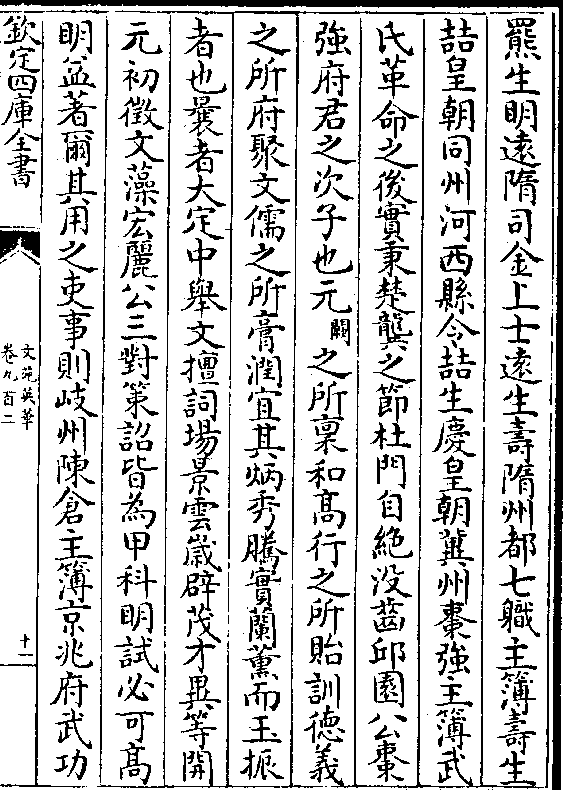 羆生明遠隋司金上士遠生壽隋州都七職主簿壽生
喆皇朝同州河西縣令喆生慶皇朝冀州棗強主簿武
氏革命之後實秉楚龔之節杜門自絶没齒邱園公棗
強府君之次子也元闕之所稟和髙行之所貽訓德義
之所府聚文儒之所膏潤宜其炳秀騰實蘭薰而玉振
者也曩者大定中舉文擅詞場景雲嵗辟茂才異等開
元初徵文藻宏麗公三對策詔皆為甲科明試必可髙
明益著爾其用之吏事則岐州陳倉主簿京兆府武功
欽定四庫全書
文苑英華
卷九百二
十一